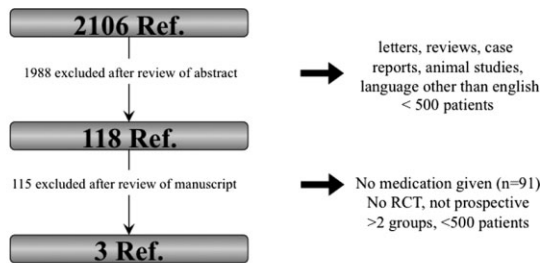 2106 Ref.
1988 excluded after review of abstract
letters, reviews, case
reports, animal studies,
language other than english
< 500 patients
118 Ref.
115 excluded after review of manuscript
No medication given (n=91)
No RCT, not prospective
>2 groups, <500 patients
3 Ref.